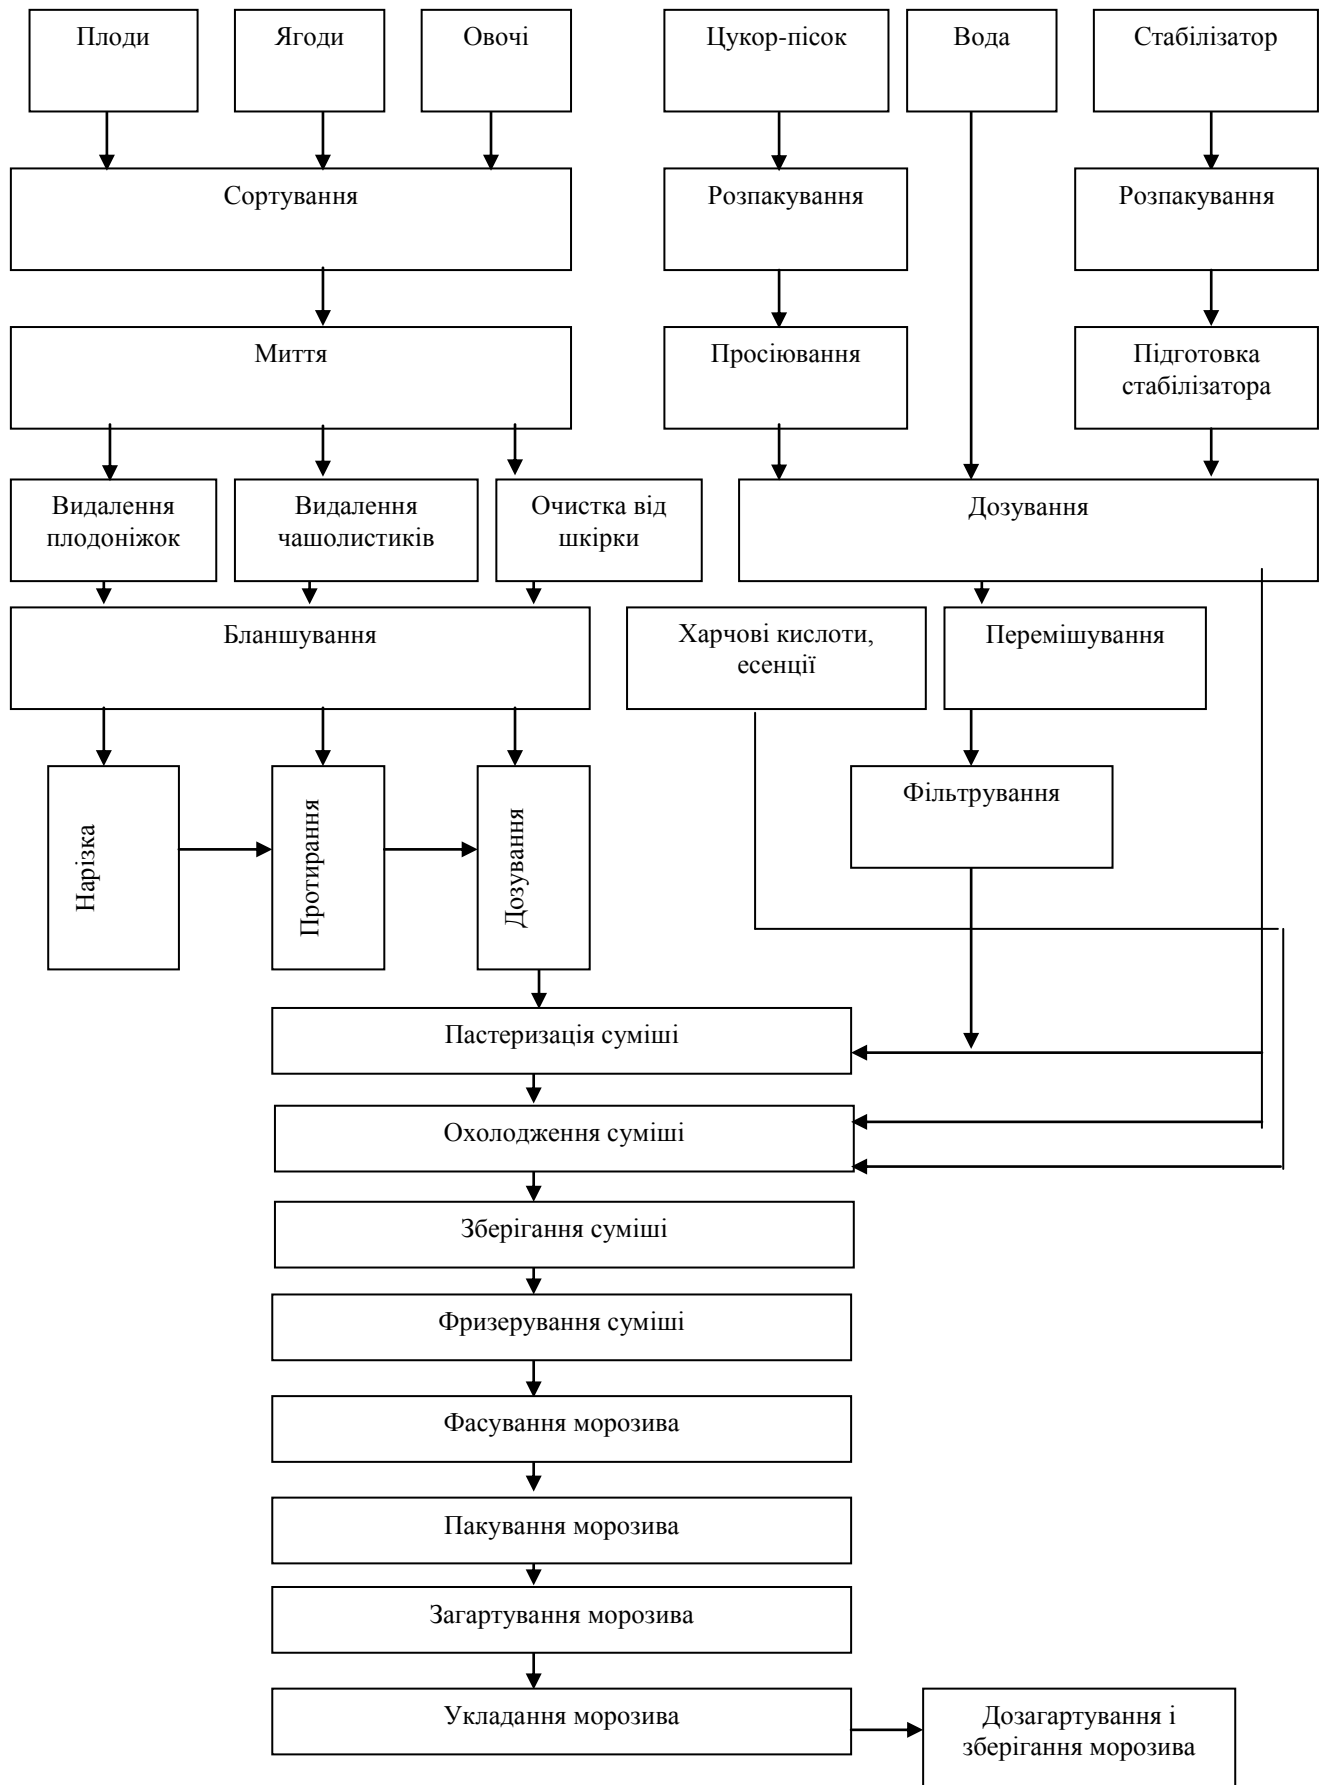 Плоди
Ягоди
Овочі
Цукор-пісок
Вода
Стабілізатор
Сортування
Розпакування
Розпакування
Миття
Просіювання
Підготовка
стабілізатора
Видалення
плодоніжок
Видалення
чашолистиків
Очистка від
шкірки
Дозування
Бланшування
Харчові кислоти,
есенції
Перемішування
Нарізка
Протирання
Дозування
Фільтрування
Пастеризація суміші
Охолодження суміші
Зберігання суміші
Фризерування суміші
Фасування морозива
Пакування морозива
Загартування морозива
Укладання морозива
Дозагартування і
зберігання морозива